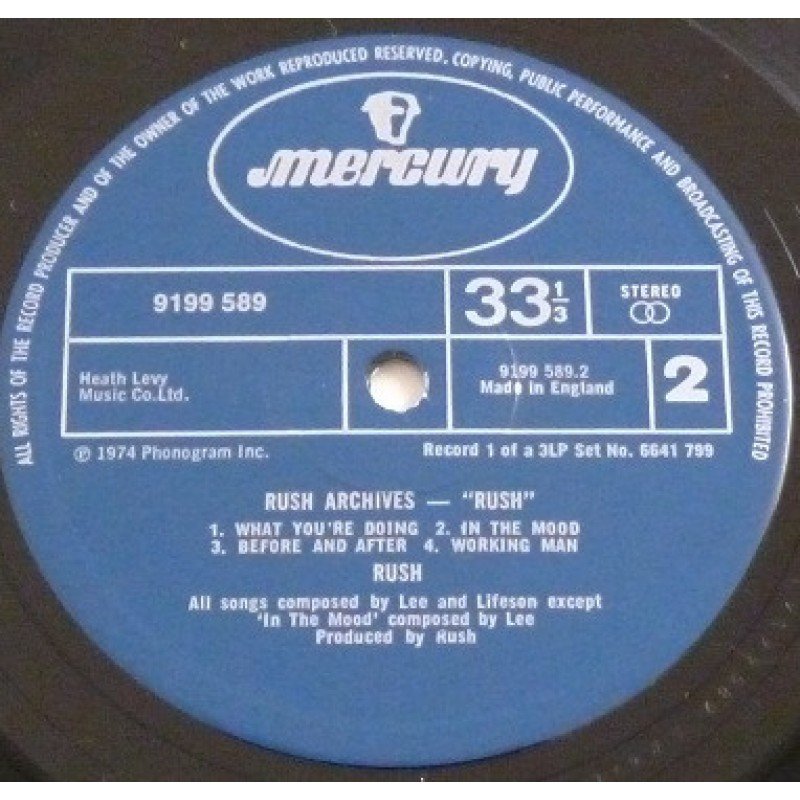 ALL RIGHTS OF THE RECORD PRODUCER AND OF THE OWNER OF THE WORK REPRODUCED RESERVED. COPYING, PUBLIC PERFORMANCE AND BROADCASTING OF THIS RECORD PROHIBITED
mercury
9199 589
33 1/3
STEREO
Heath Levy
Music Co.Ltd.
9199 589.2
Made in England
2
℗ 1974 Phonogram Inc.
Record 1 of a 3LP Set No. 6641 799
RUSH ARCHIVES — "RUSH"
1. WHAT YOU'RE DOING 2. IN THE MOOD
3. BEFORE AND AFTER 4. WORKING MAN
RUSH
All songs composed by Lee and Lifeson except
'In The Mood' composed by Lee
Produced by Rush